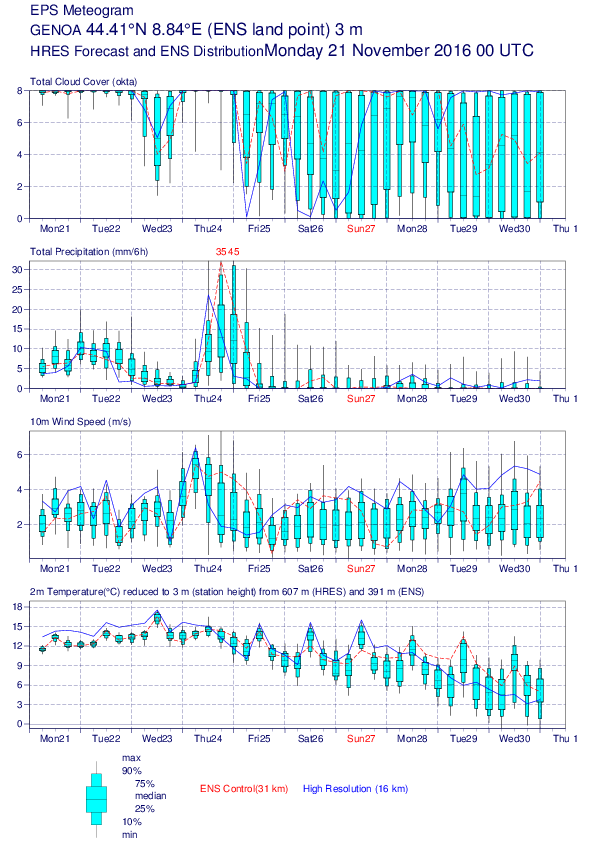 EPS Meteogram
GENOA 44.41°N 8.84°E (ENS land point) 3 m
HRES Forecast and ENS Distribution Monday 21 November 2016 00 UTC
Total Cloud Cover (okta)
8
6
4
2
0
Mon21 Tue22 Wed23 Thu24 Fri25 Sat26 Sun27 Mon28 Tue29 Wed30 Thu 1
Total Precipitation (mm/6h) 35 45
30
25
20
15
10
5
0
Mon21 Tue22 Wed23 Thu24 Fri25 Sat26 Sun27 Mon28 Tue29 Wed30 Thu 1
10m Wind Speed (m/s)
6
4
2
Mon21 Tue22 Wed23 Thu24 Fri25 Sat26 Sun27 Mon28 Tue29 Wed30 Thu 1
2m Temperature(°C) reduced to 3 m (station height) from 607 m (HRES) and 391 m (ENS)
18
15
12
9
6
3
0
Mon21 Tue22 Wed23 Thu24 Fri25 Sat26 Sun27 Mon28 Tue29 Wed30 Thu 1
max
90%
75%
median
25%
10%
min
ENS Control(31 km) High Resolution (16 km)